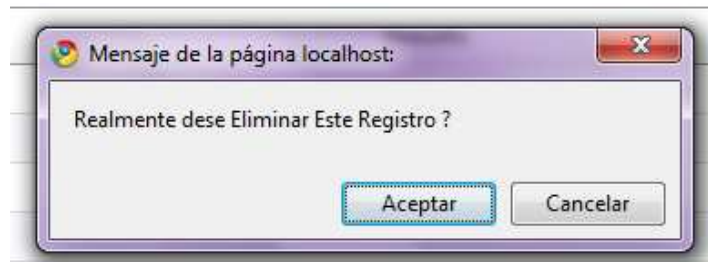 Mensaje de la página localhost:
Realmente dese Eliminar Este Registro ?
Aceptar Cancelar